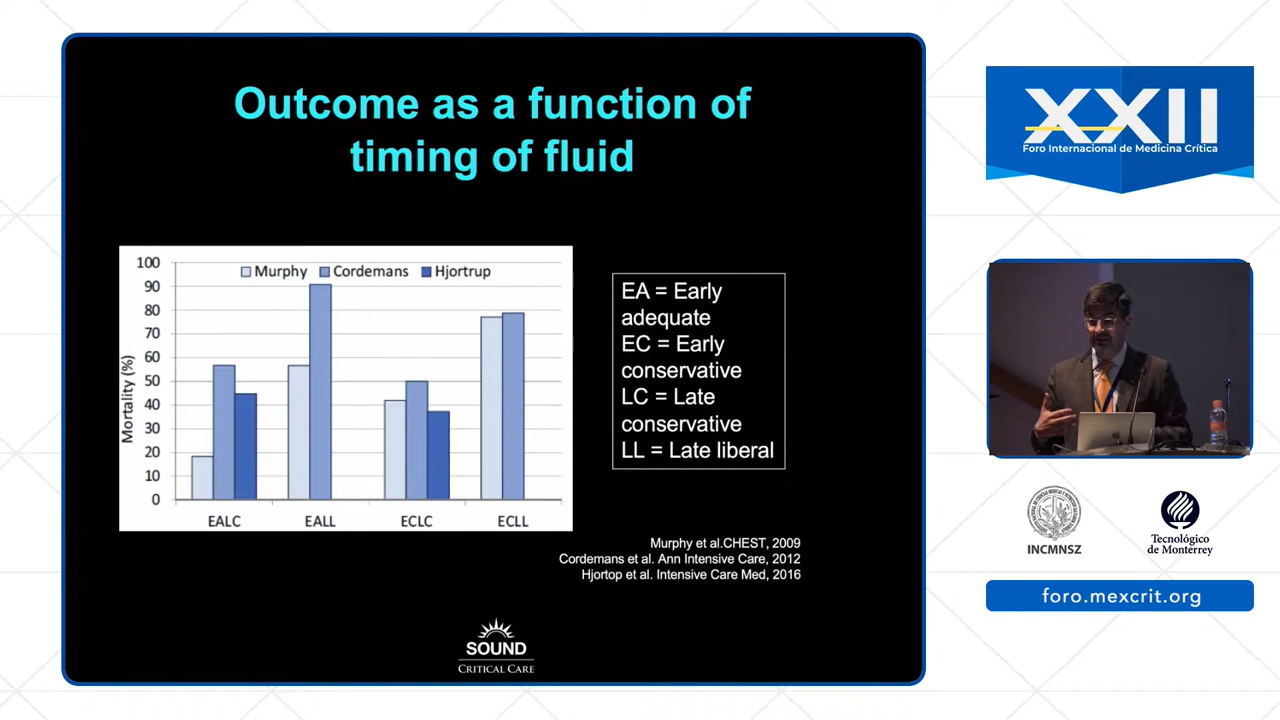 Outcome as a function of
timing of fluid
100
90
80
70
60
50
40
30
20
10
0
Mortality (%)
Murphy
Cordemans
Hjortrup
EALC
EALL
ECLC
ECLL
EA = Early
adequate
EC = Early
conservative
LC = Late
conservative
LL = Late liberal
Murphy et al.CHEST, 2009
Cordemans et al. Ann Intensive Care, 2012
Hjortop et al. Intensive Care Med, 2016
SOUND
CRITICAL CARE
XXII
Foro Internacional de Medicina Crítica
INCMNSZ
Tecnológico
de Monterrey
foro.mexcrit.org